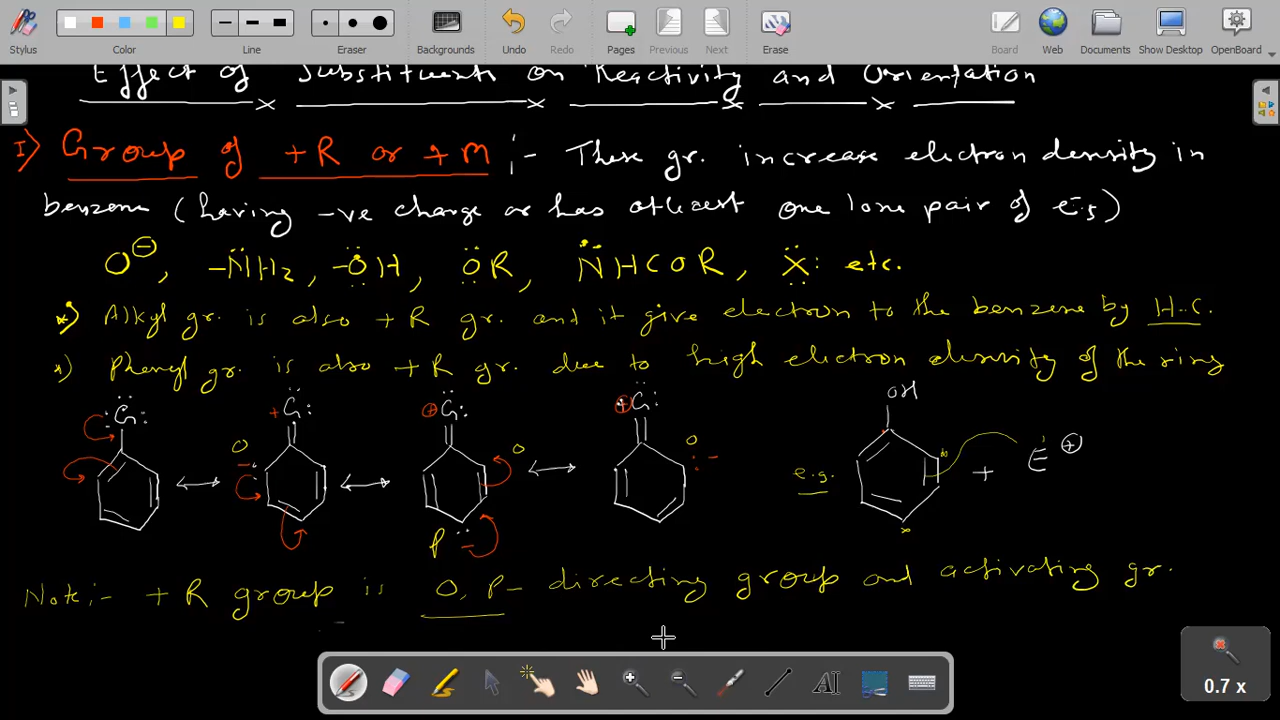 Stylus Color Line Eraser Backgrounds Undo Redo Pages Previous Next Erase Board Web Documents Show Desktop OpenBoard
Effect of Substituents on Reactivity and Orientation
I) Group of +R or +M :- These gr. increase electron density in
benzene (having -ve charge or has atleast one lone pair of e⁻s)
O⊖, -N̈H2, -ÖH, ÖR, N̈HCOR, Ẍ: etc.
*) Alkyl gr. is also +R gr. and it give electron to the benzene by H.C.
*) Phenyl gr. is also +R gr. due to high electron density of the ring
:G̈: +G̈: ⊕G̈: ⊕G̈: OH
O O O e.g. + E⊕
P
Note:- +R group is O, P- directing group and activating gr.
0.7 x